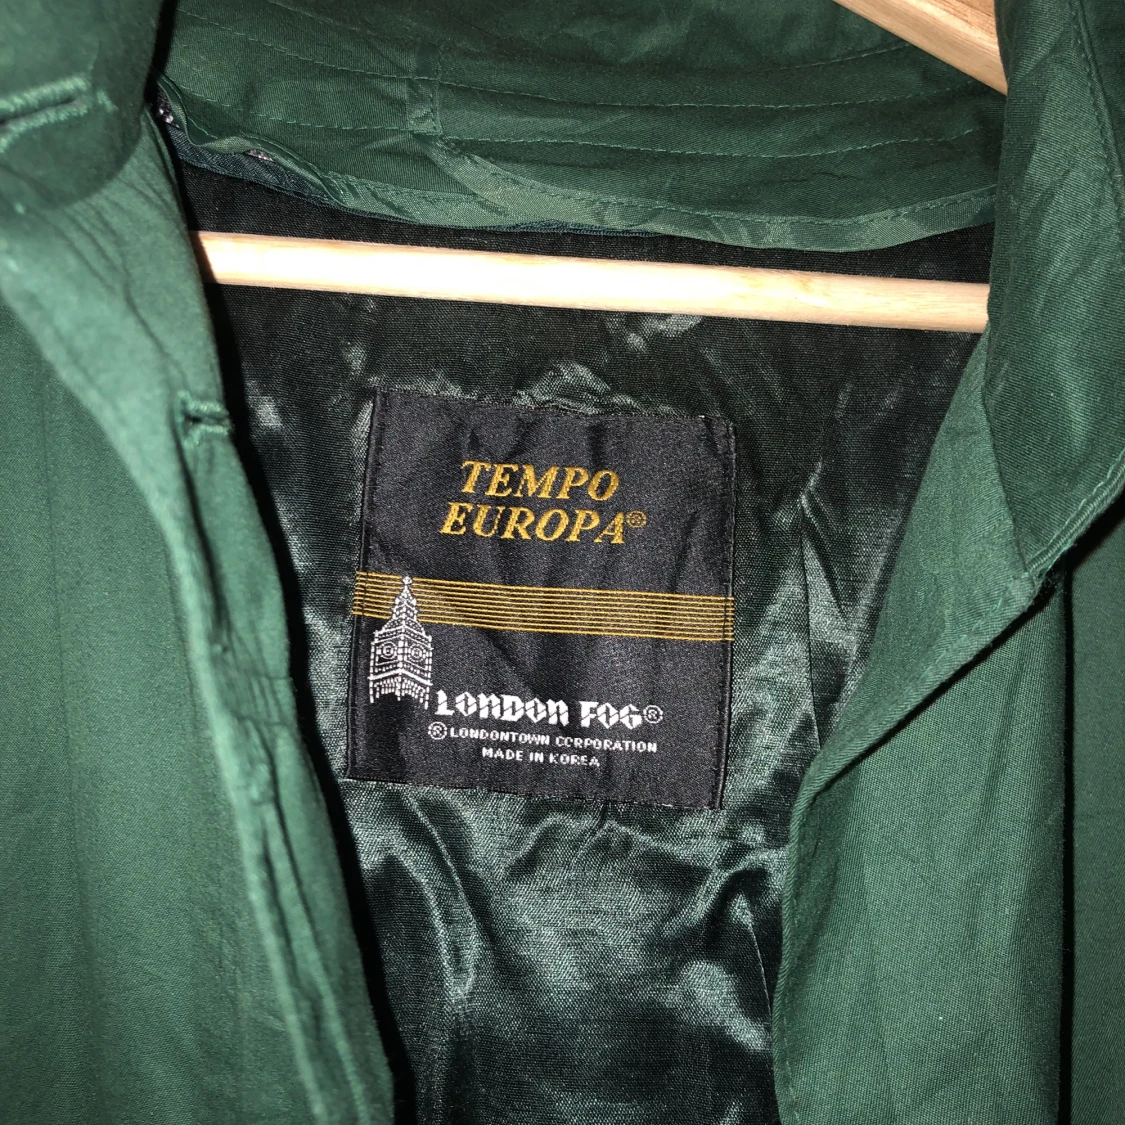 TEMPO
EUROPA®
LONDON FOG®
® LONDONTOWN CORPORATION
MADE IN KOREA